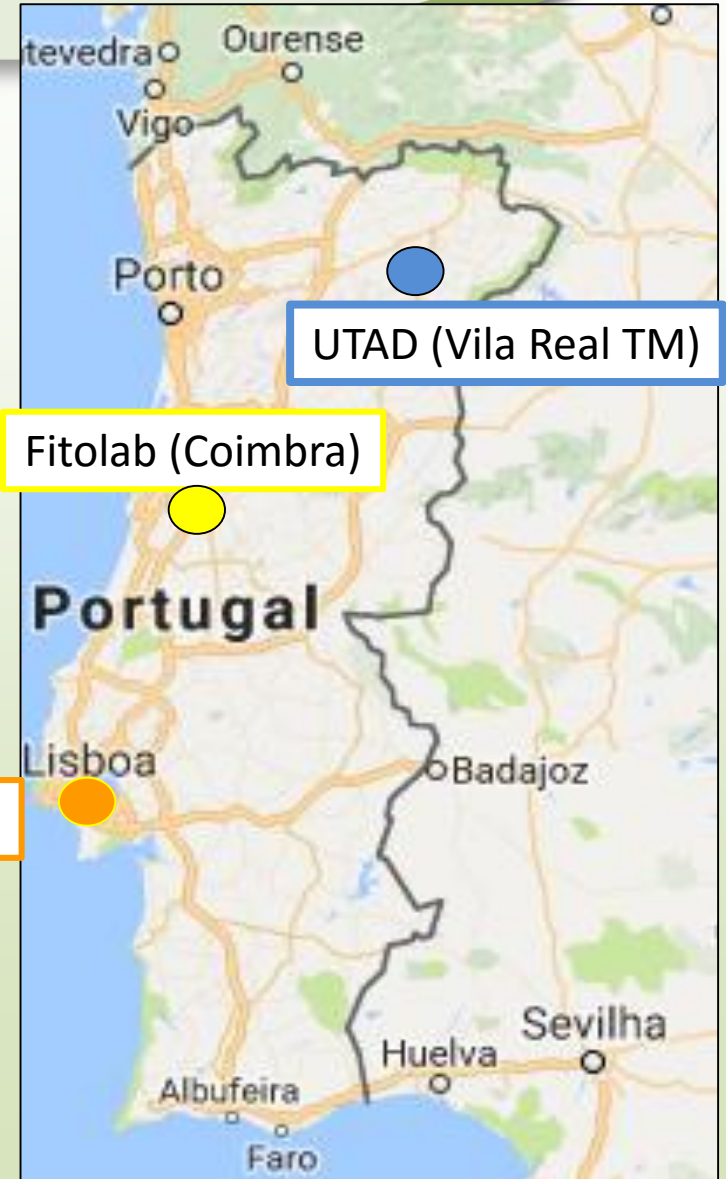 tevedra
Ourense
Vigo
Porto
UTAD (Vila Real TM)
Fitolab (Coimbra)
Portugal
Lisboa
Badajoz
Sevilha
Huelva
Albufeira
Faro